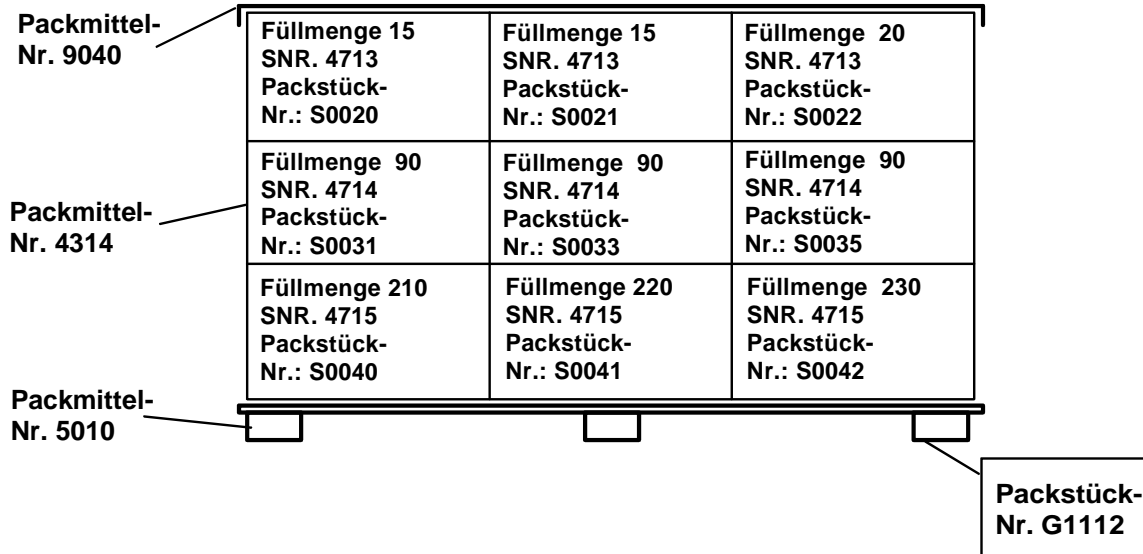 Packmittel-
Nr. 9040
Füllmenge 15
SNR. 4713
Packstück-
Nr.: S0020
Füllmenge 15
SNR. 4713
Packstück-
Nr.: S0021
Füllmenge 20
SNR. 4713
Packstück-
Nr.: S0022
Packmittel-
Nr. 4314
Füllmenge 90
SNR. 4714
Packstück-
Nr.: S0031
Füllmenge 90
SNR. 4714
Packstück-
Nr.: S0033
Füllmenge 90
SNR. 4714
Packstück-
Nr.: S0035
Füllmenge 210
SNR. 4715
Packstück-
Nr.: S0040
Füllmenge 220
SNR. 4715
Packstück-
Nr.: S0041
Füllmenge 230
SNR. 4715
Packstück-
Nr.: S0042
Packmittel-
Nr. 5010
Packstück-
Nr. G1112